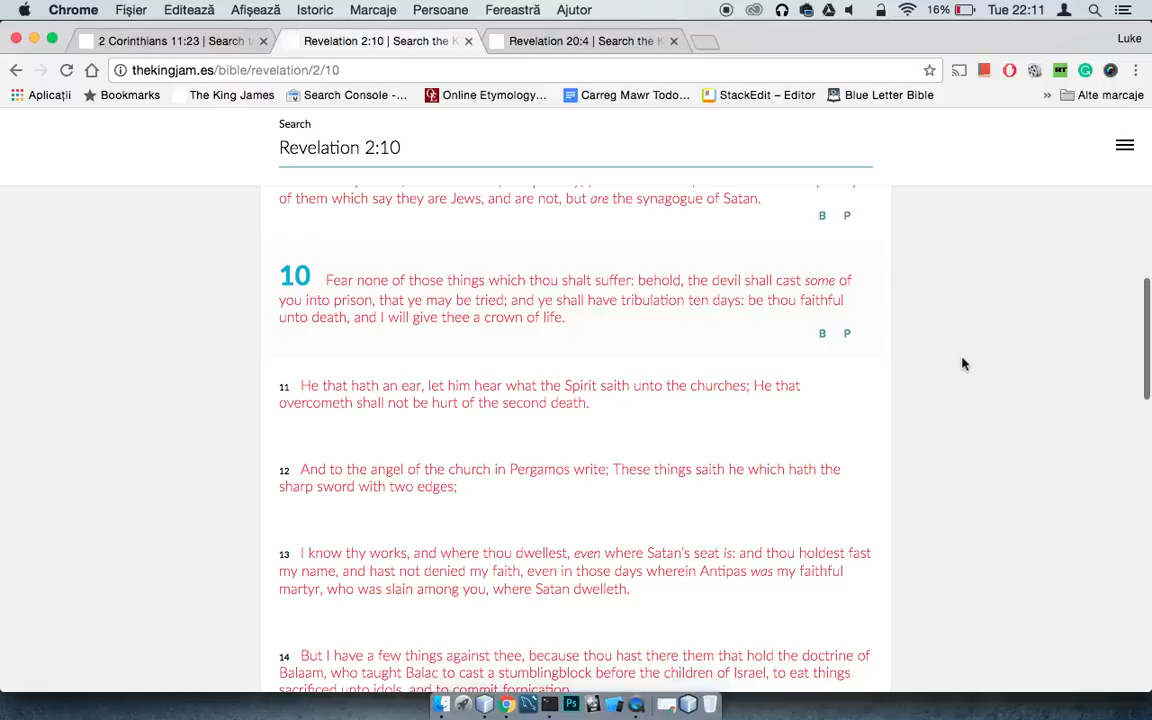 Chrome Fișier Editează Afișează Istoric Marcaje Persoane Fereastră Ajutor 16% Tue 22:11
2 Corinthians 11:23 | Search t
Revelation 2:10 | Search the K
Revelation 20:4 | Search the K
Luke
thekingjam.es/bible/revelation/2/10
Aplicații Bookmarks The King James Search Console -... Online Etymology... Carreg Mawr Todo... StackEdit – Editor Blue Letter Bible » Alte marcaje
Search
Revelation 2:10
of them which say they are Jews, and are not, but are the synagogue of Satan.
B P
10 Fear none of those things which thou shalt suffer: behold, the devil shall cast some of
you into prison, that ye may be tried; and ye shall have tribulation ten days: be thou faithful
unto death, and I will give thee a crown of life.
B P
11 He that hath an ear, let him hear what the Spirit saith unto the churches; He that
overcometh shall not be hurt of the second death.
12 And to the angel of the church in Pergamos write; These things saith he which hath the
sharp sword with two edges;
13 I know thy works, and where thou dwellest, even where Satan's seat is: and thou holdest fast
my name, and hast not denied my faith, even in those days wherein Antipas was my faithful
martyr, who was slain among you, where Satan dwelleth.
14 But I have a few things against thee, because thou hast there them that hold the doctrine of
Balaam, who taught Balac to cast a stumblingblock before the children of Israel, to eat things
sacrificed unto idols, and to commit fornication.